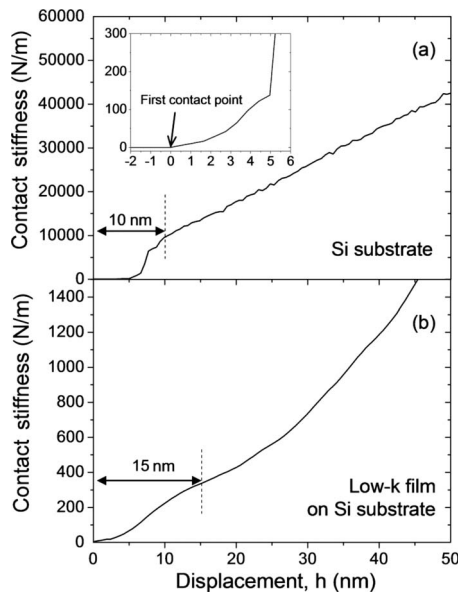 60000
50000
40000
30000
20000
10000
0
Contact stiffness (N/m)
300
200
100
0
First contact point
-2 -1 0 1 2 3 4 5 6
(a)
10 nm
Si substrate
1400
1200
1000
800
600
400
200
0
Contact stiffness (N/m)
(b)
15 nm
Low-k film
on Si substrate
0 10 20 30 40 50
Displacement, h (nm)